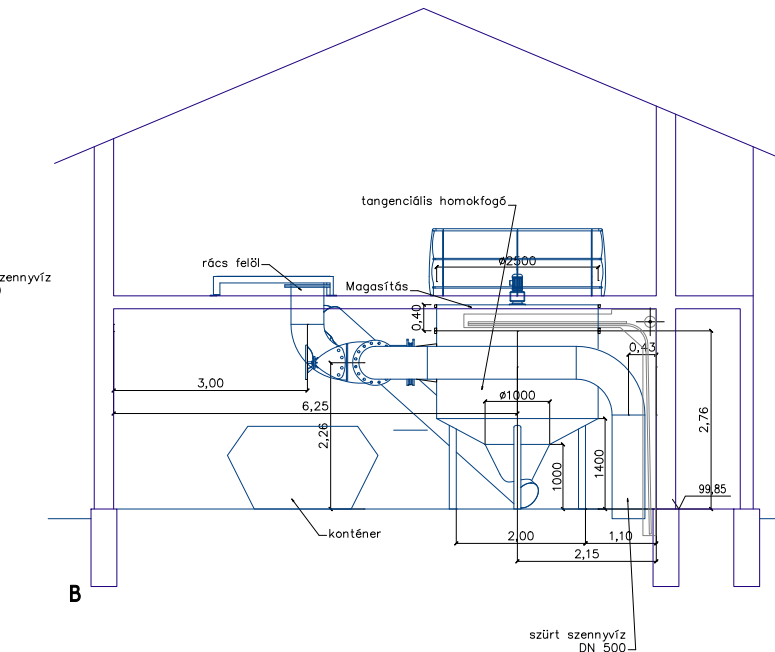 tangenciális homokfogó
zennyvíz
rács felöl
ø2500
Magasítás
0,40
0,43
3,00
ø1000
6,25
2,26
2,76
1000
1400
99,85
konténer
2,00
1,10
2,15
B
szürt szennyvíz
DN 500